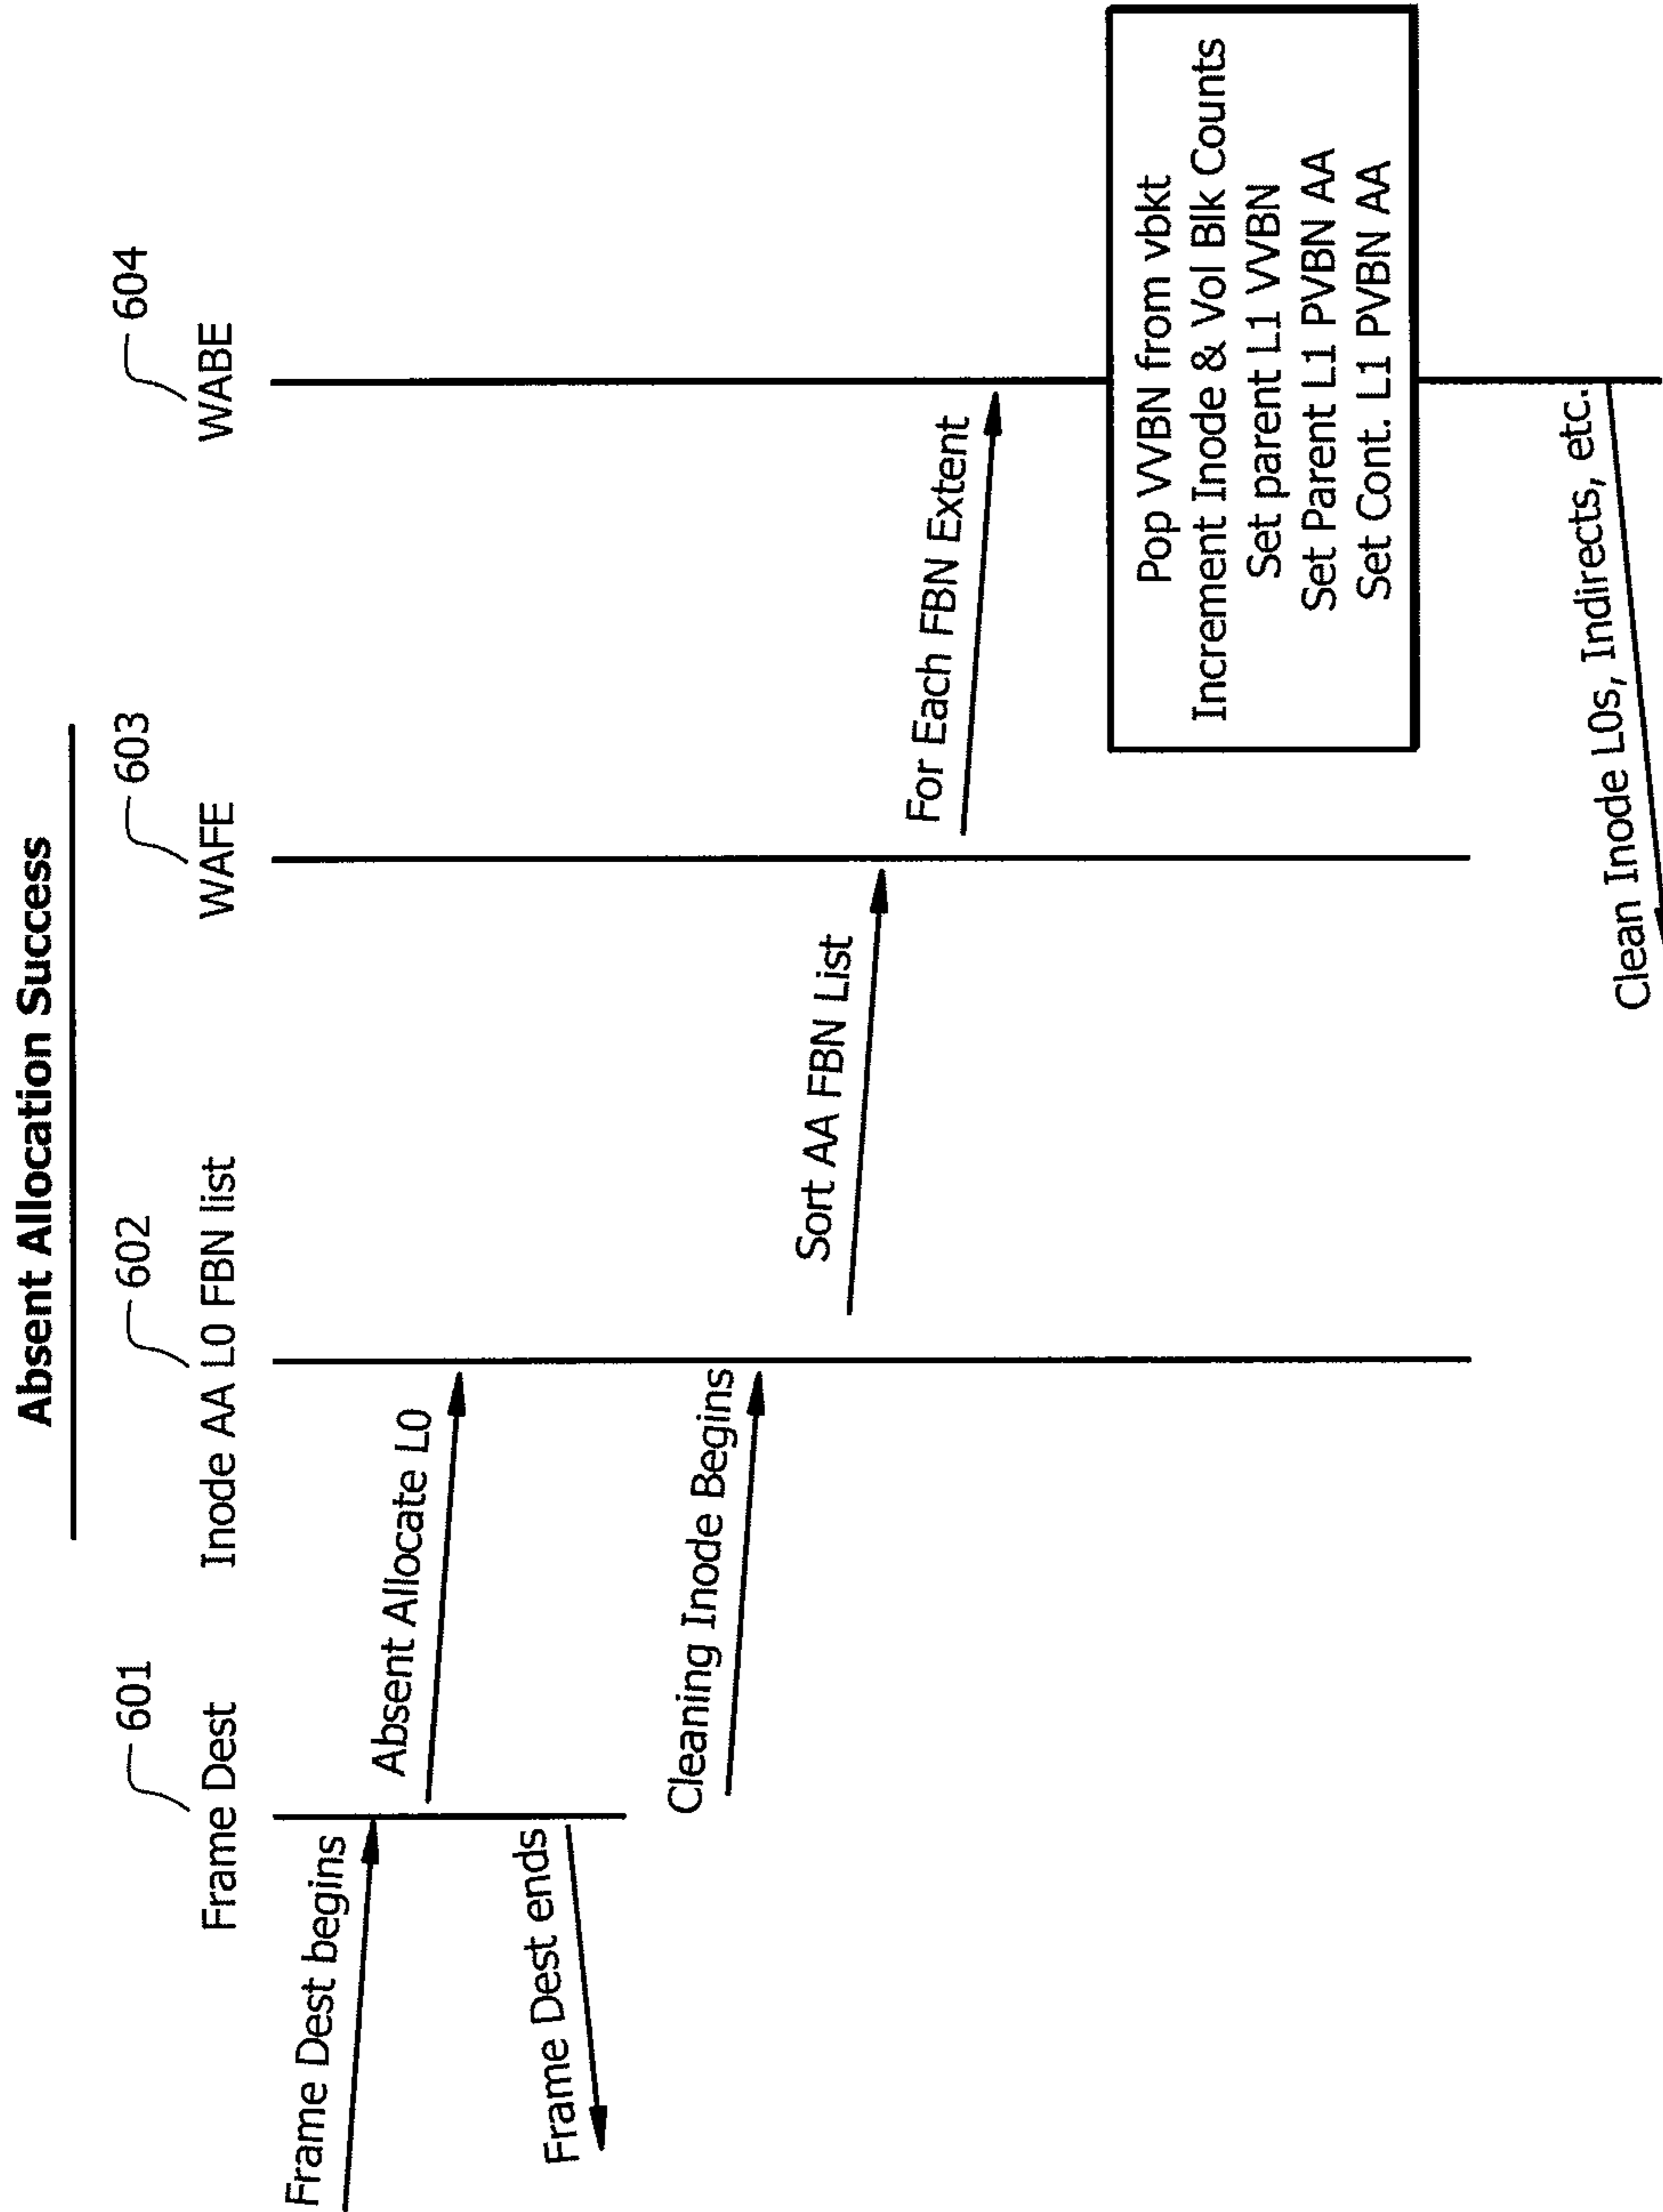 Absent Allocation Success
601
602
603
604
Frame Dest
Inode AA L0 FBN list
WAFE
WABE
Frame Dest begins
Absent Allocate L0
Frame Dest ends
Cleaning Inode Begins
Sort AA FBN List
For Each FBN Extent
Pop VVBN from vbkt
Increment Inode & Vol Blk Counts
Set parent L1 VVBN
Set Parent L1 PVBN AA
Set Cont. L1 PVBN AA
Clean Inode L0s, Indirects, etc.